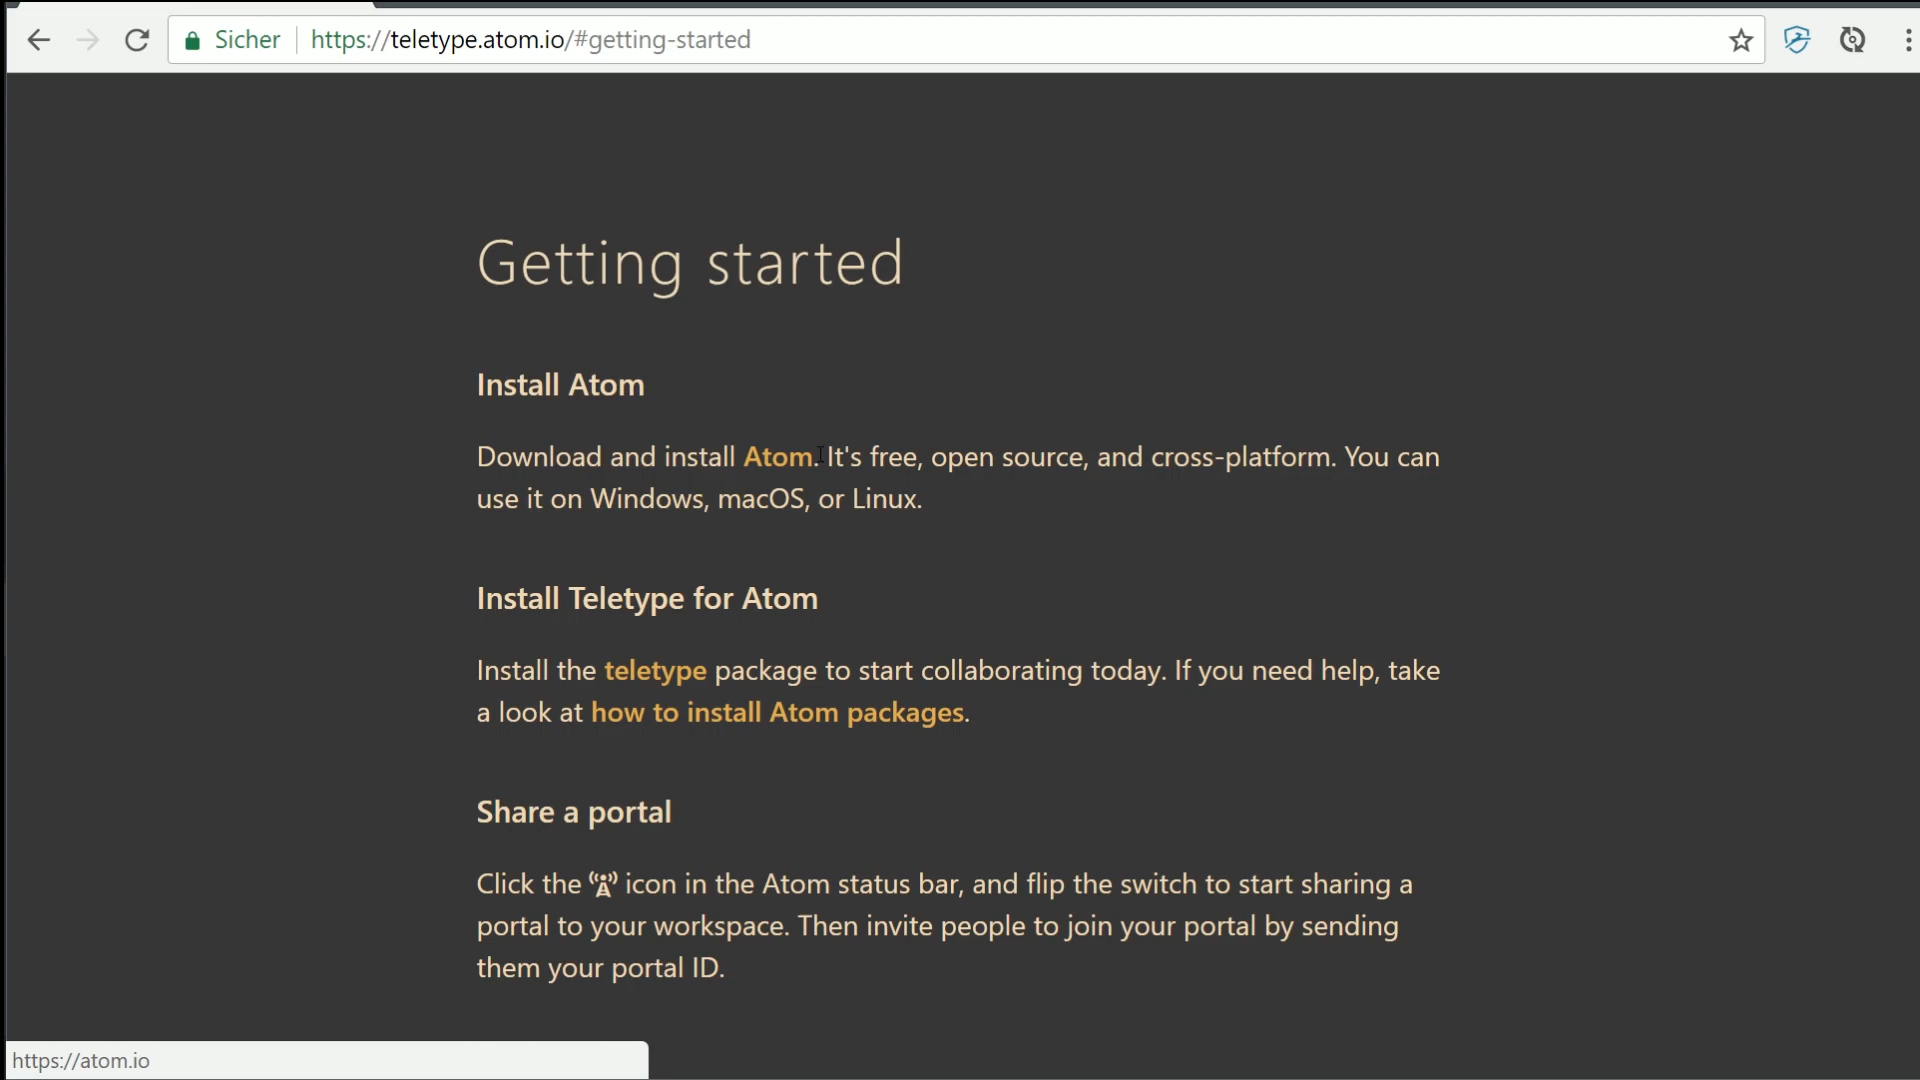 Sicher https://teletype.atom.io/#getting-started
Getting started
Install Atom
Download and install Atom. It's free, open source, and cross-platform. You can
use it on Windows, macOS, or Linux.
Install Teletype for Atom
Install the teletype package to start collaborating today. If you need help, take
a look at how to install Atom packages.
Share a portal
Click the icon in the Atom status bar, and flip the switch to start sharing a
portal to your workspace. Then invite people to join your portal by sending
them your portal ID.
https://atom.io